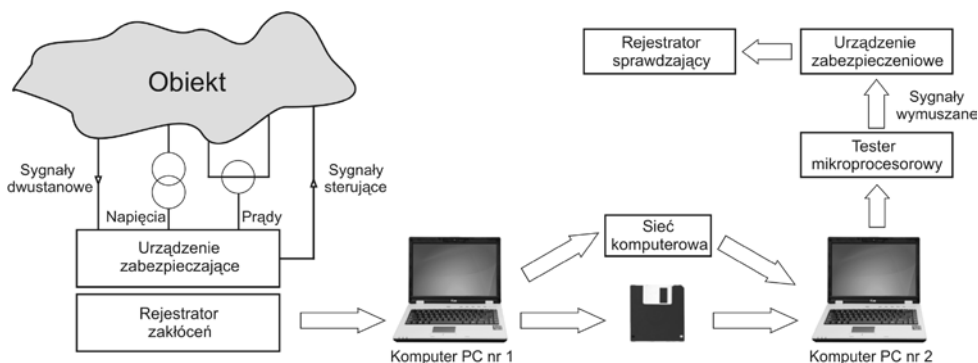 Obiekt
Sygnały
dwustanowe
Napięcia
Prądy
Sygnały
sterujące
Urządzenie
zabezpieczające
Rejestrator
zakłóceń
Komputer PC nr 1
Sieć
komputerowa
Komputer PC nr 2
Tester
mikroprocesorowy
Sygnały
wymuszane
Urządzenie
zabezpieczeniowe
Rejestrator
sprawdzający